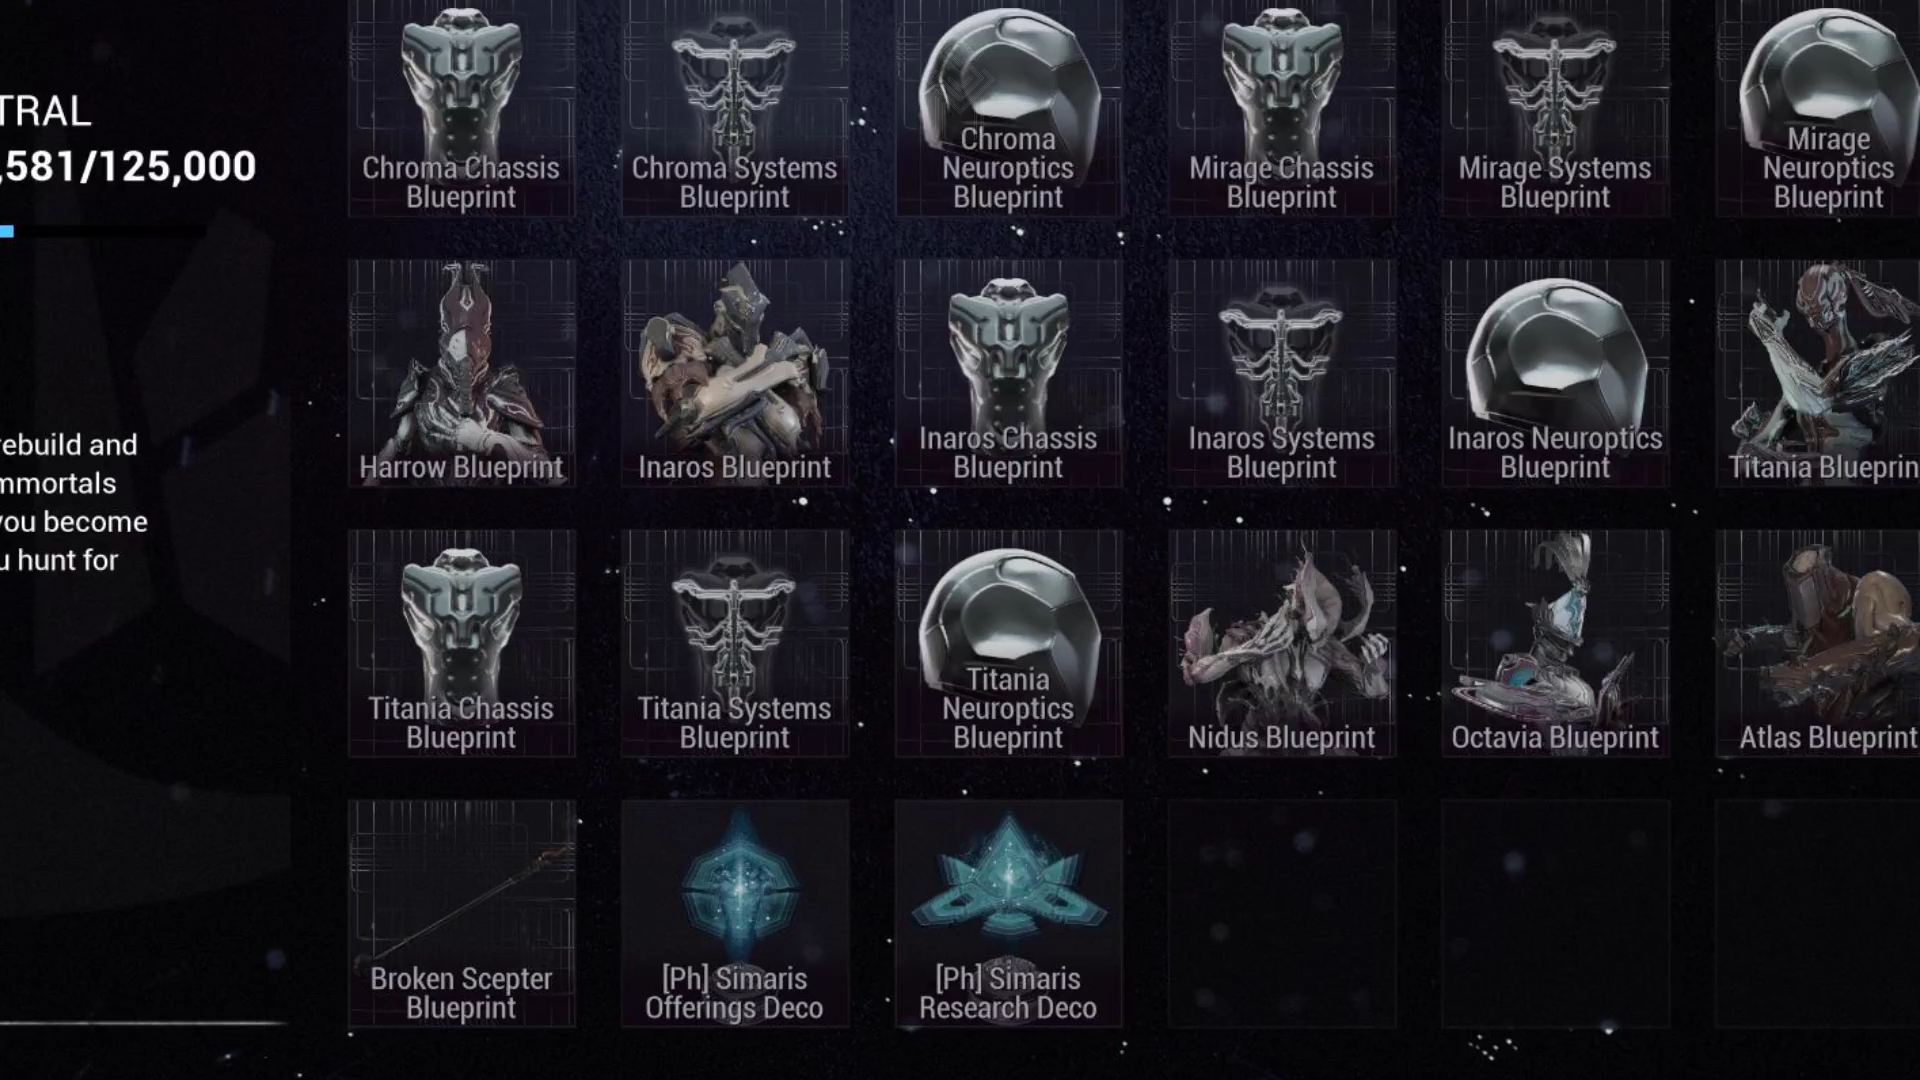 TRAL
,581/125,000
rebuild and
mmortals
you become
u hunt for
Chroma Chassis
Blueprint
Chroma Systems
Blueprint
Chroma
Neuroptics
Blueprint
Mirage Chassis
Blueprint
Mirage Systems
Blueprint
Mirage
Neuroptics
Blueprint
Harrow Blueprint
Inaros Blueprint
Inaros Chassis
Blueprint
Inaros Systems
Blueprint
Inaros Neuroptics
Blueprint
Titania Blueprin
Titania Chassis
Blueprint
Titania Systems
Blueprint
Titania
Neuroptics
Blueprint
Nidus Blueprint
Octavia Blueprint
Atlas Blueprint
Broken Scepter
Blueprint
[Ph] Simaris
Offerings Deco
[Ph] Simaris
Research Deco